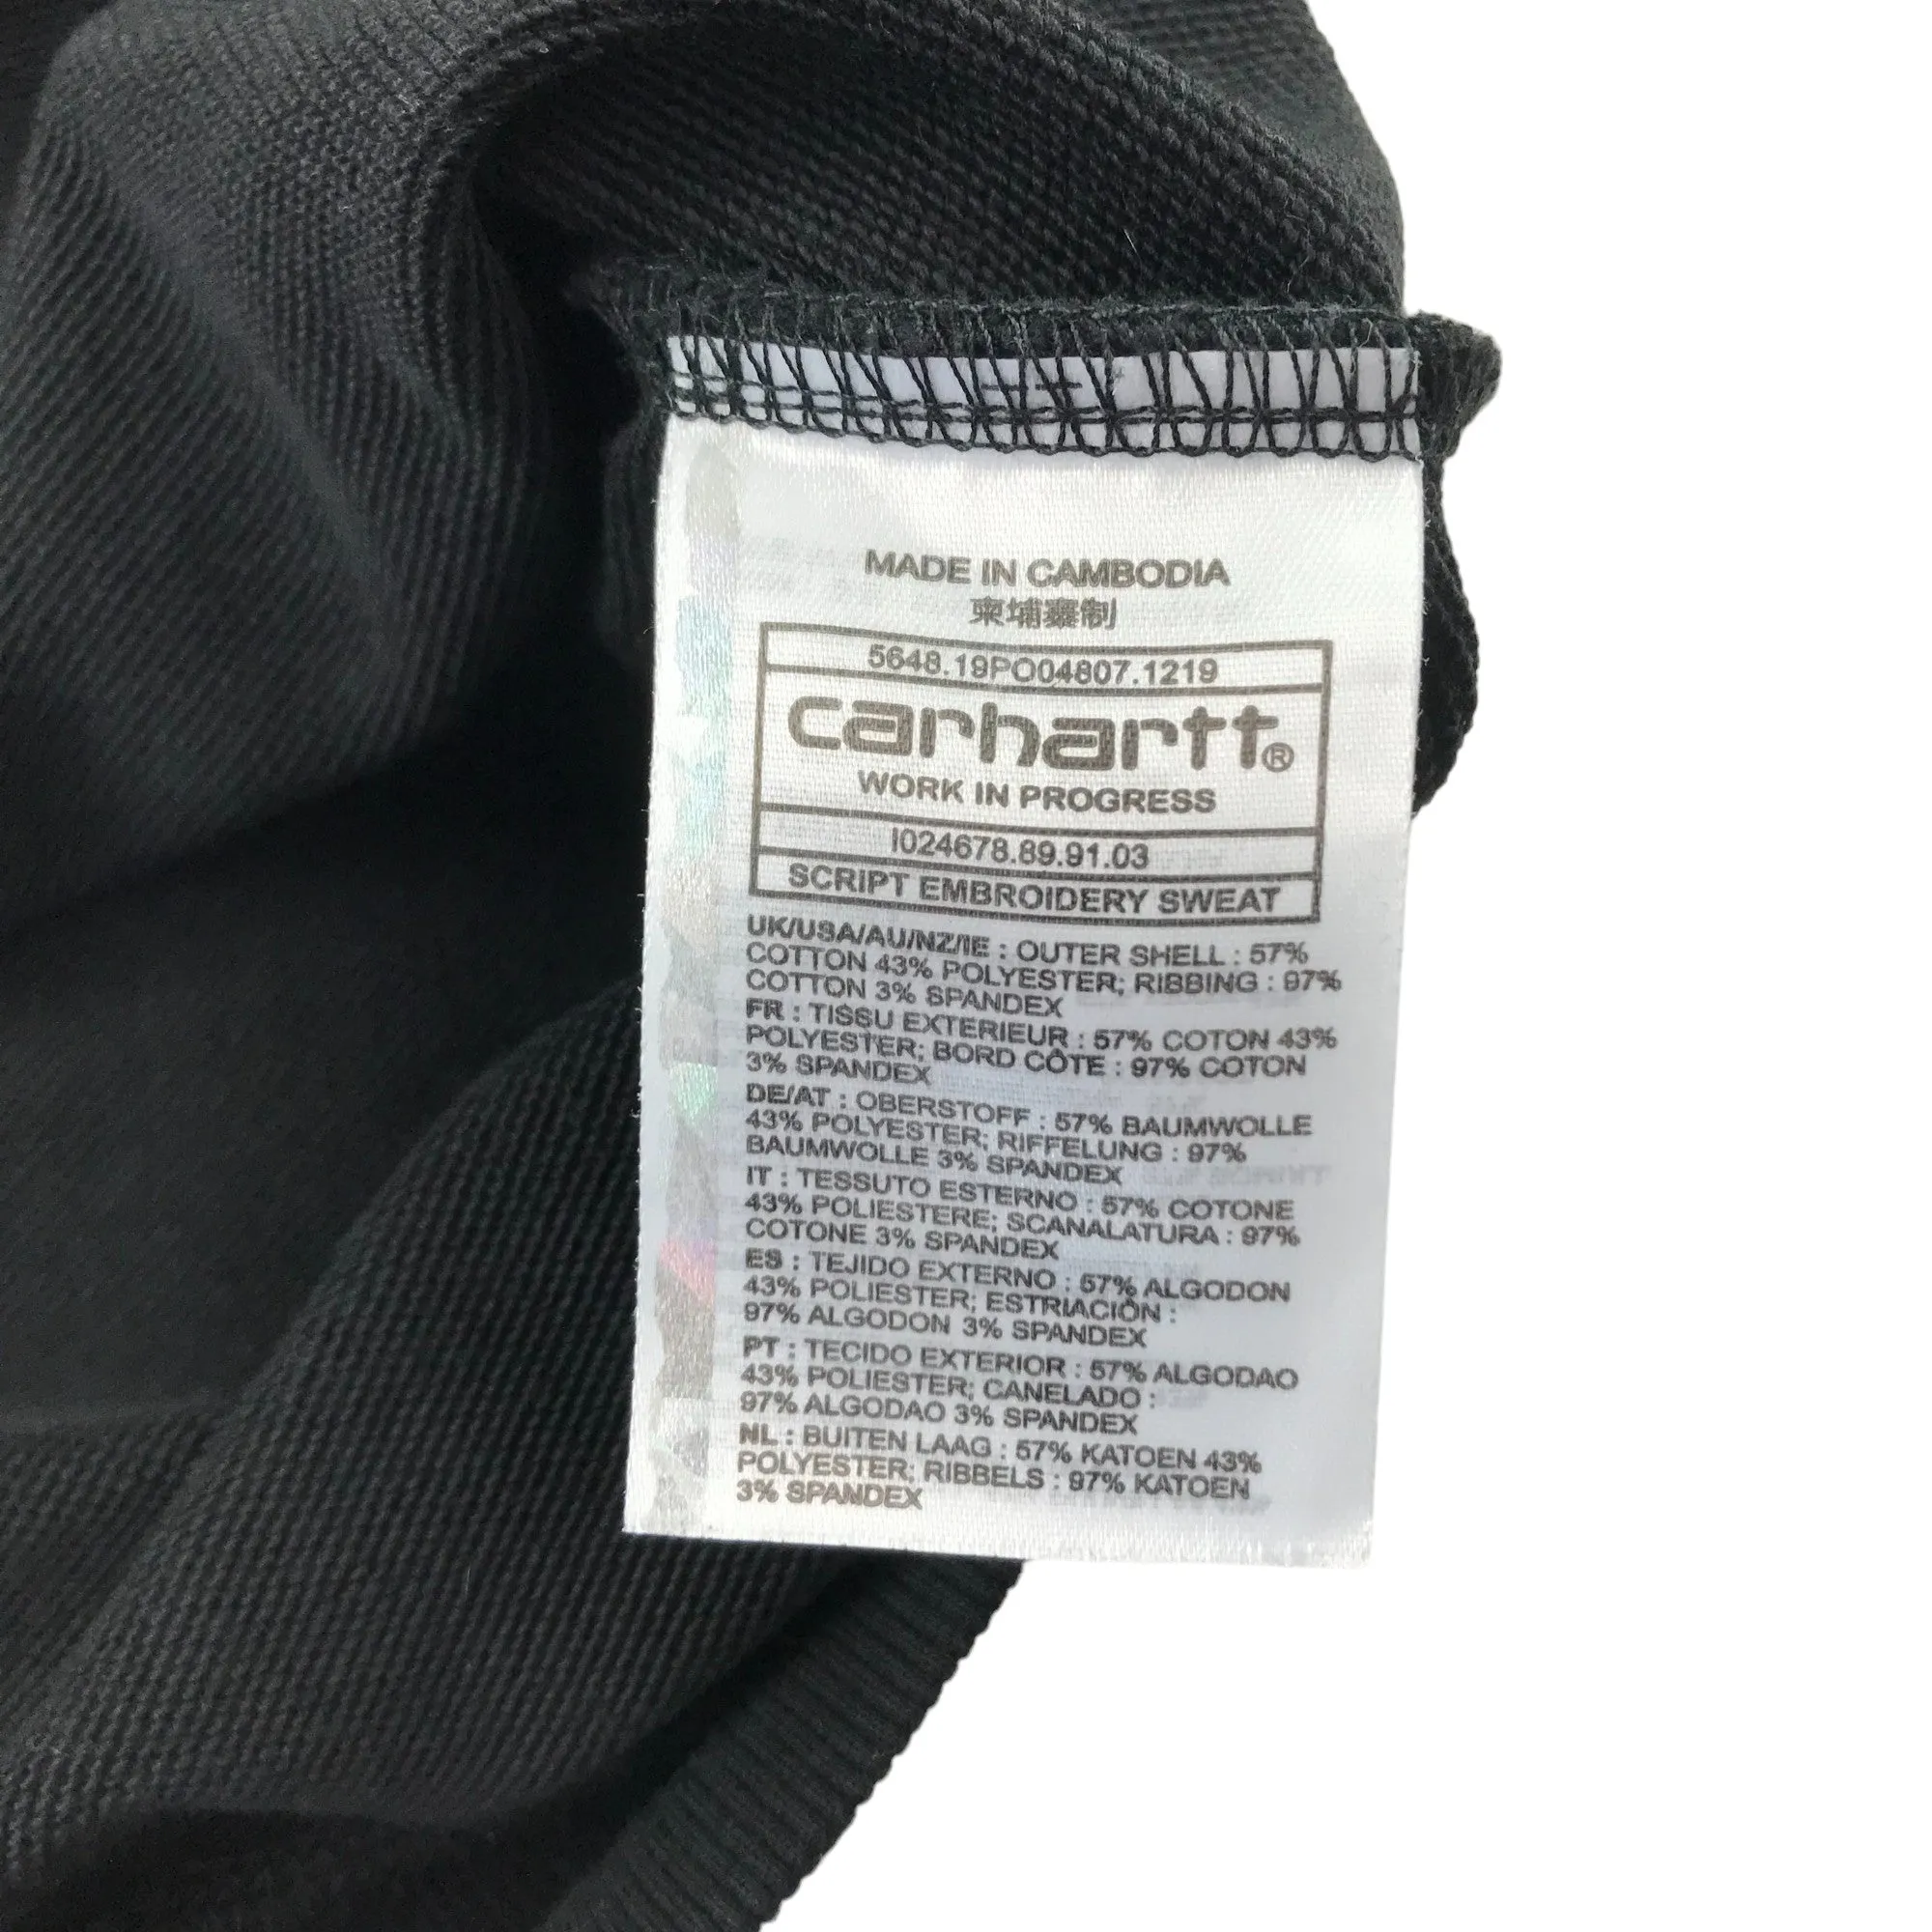 MADE IN CAMBODIA
柬埔寨制
5648.19PO04807.1219
carhartt®
WORK IN PROGRESS
I024678.89.91.03
SCRIPT EMBROIDERY SWEAT
UK/USA/AU/NZ/IE : OUTER SHELL : 57%
COTTON 43% POLYESTER; RIBBING : 97%
COTTON 3% SPANDEX
FR : TISSU EXTERIEUR : 57% COTON 43%
POLYESTER; BORD CÔTE : 97% COTON
3% SPANDEX
DE/AT : OBERSTOFF : 57% BAUMWOLLE
43% POLYESTER; RIFFELUNG : 97%
BAUMWOLLE 3% SPANDEX
IT : TESSUTO ESTERNO : 57% COTONE
43% POLIESTERE; SCANALATURA : 97%
COTONE 3% SPANDEX
ES : TEJIDO EXTERNO : 57% ALGODON
43% POLIESTER; ESTRIACIÓN :
97% ALGODON 3% SPANDEX
PT : TECIDO EXTERIOR : 57% ALGODAO
43% POLIESTER; CANELADO :
97% ALGODAO 3% SPANDEX
NL : BUITEN LAAG : 57% KATOEN 43%
POLYESTER; RIBBELS : 97% KATOEN
3% SPANDEX